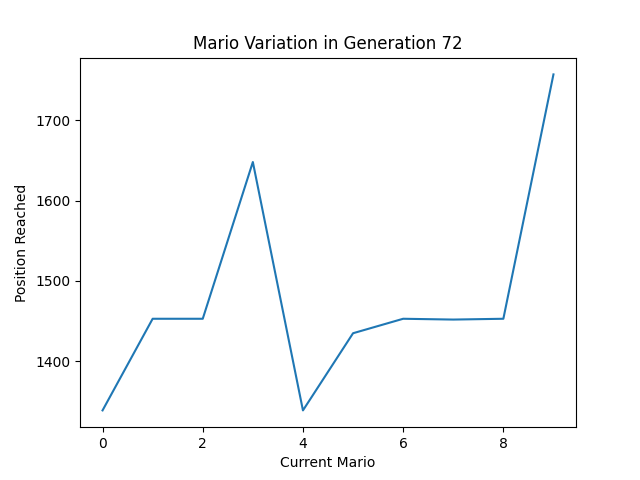 Mario Variation in Generation 72
1700
1600
1500
1400
Position Reached
0 2 4 6 8
Current Mario